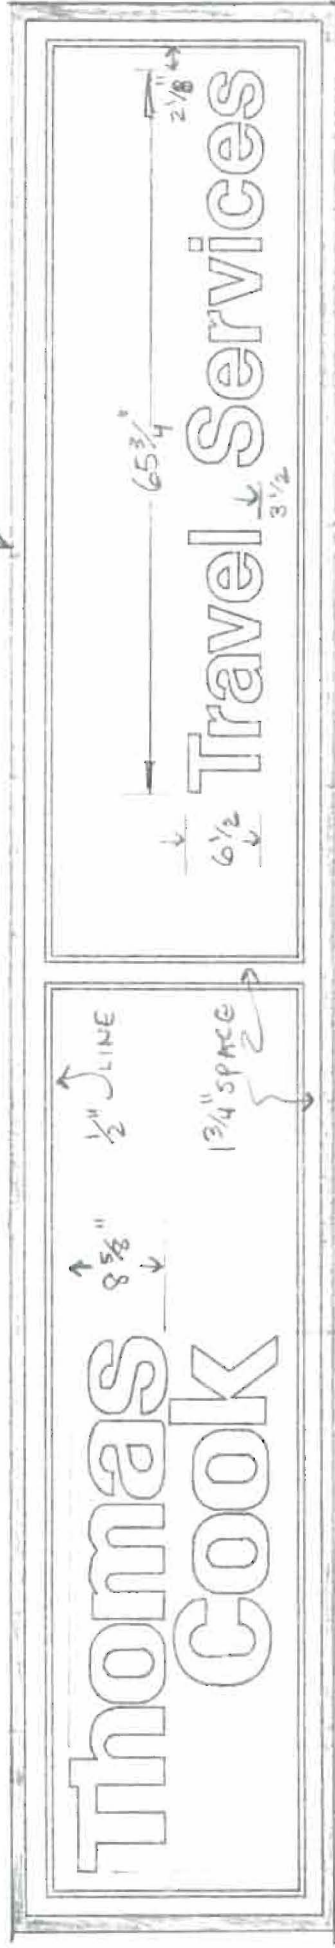 Thomas
Cook
8 5/8"
1/2" LINE
1 3/4" SPACE
65 3/4"
2 1/8"
6 1/2
Travel Services
3 1/2